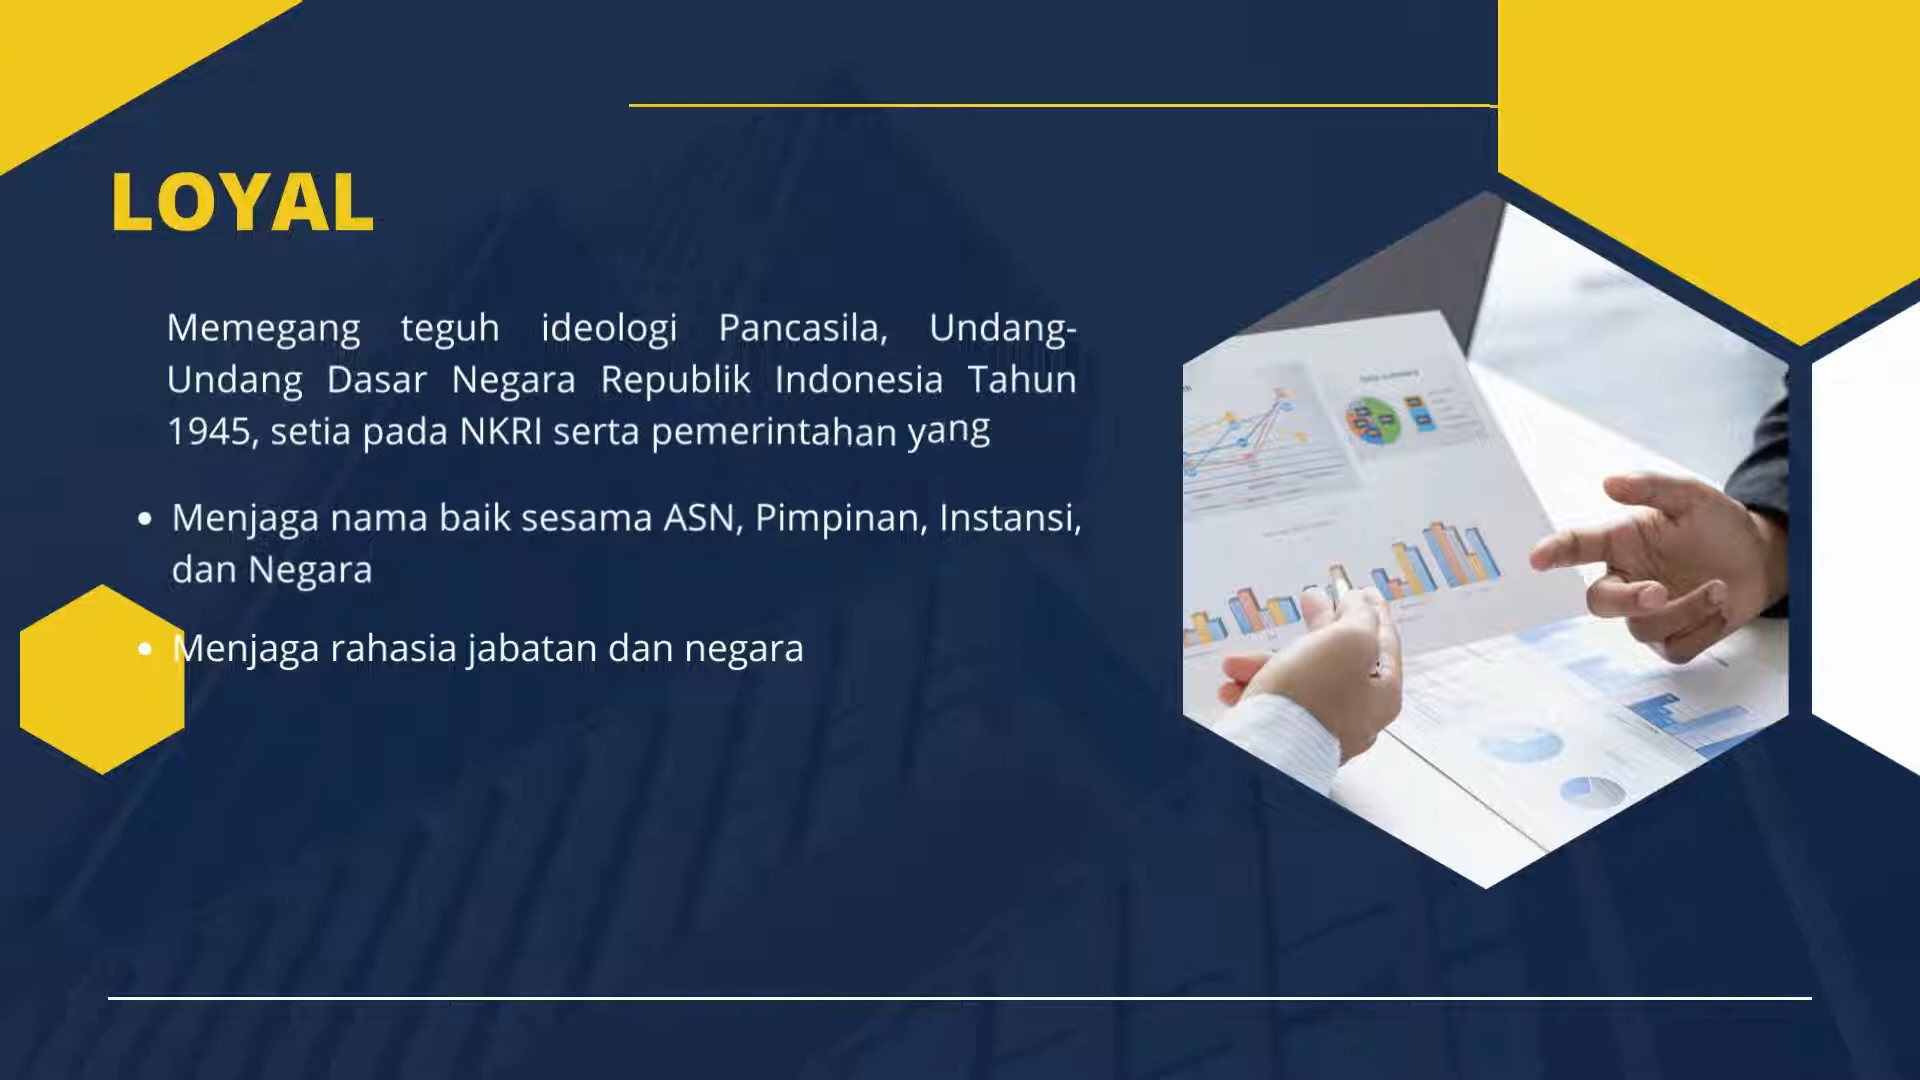 LOYAL
Memegang teguh ideologi Pancasila, Undang-
Undang Dasar Negara Republik Indonesia Tahun
1945, setia pada NKRI serta pemerintahan yang
• Menjaga nama baik sesama ASN, Pimpinan, Instansi,
dan Negara
• Menjaga rahasia jabatan dan negara